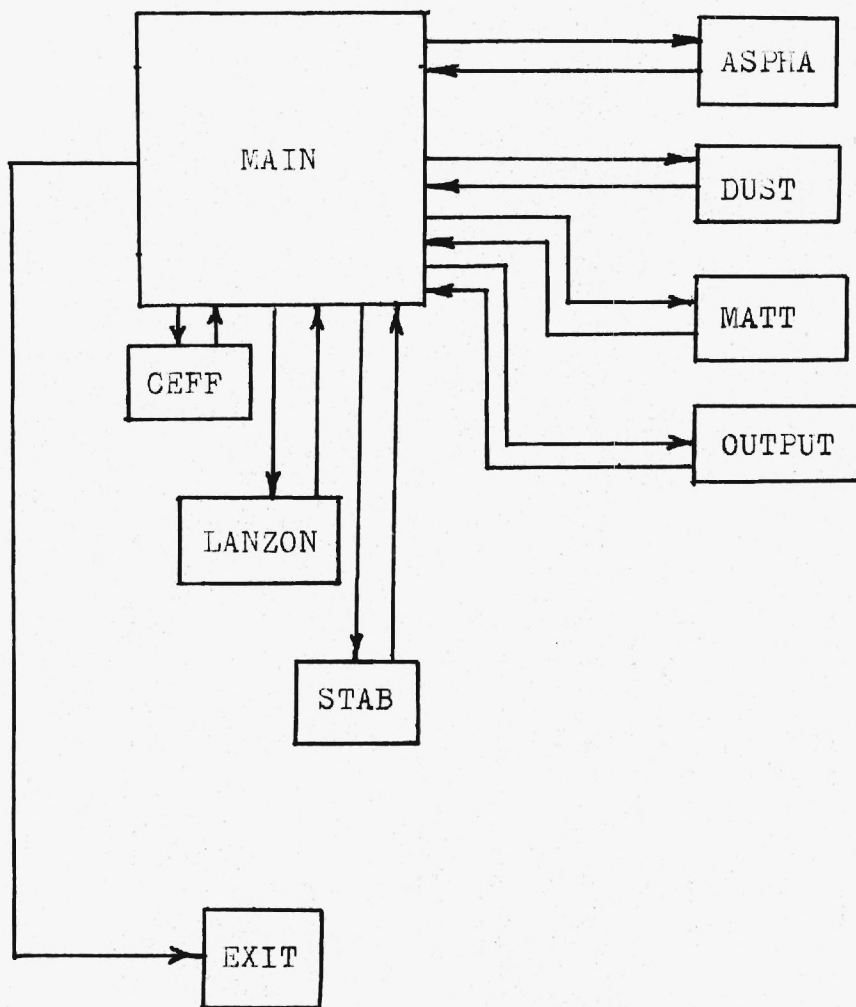 ASPHA
MAIN
DUST
MATT
CEFF
OUTPUT
LANZON
STAB
EXIT